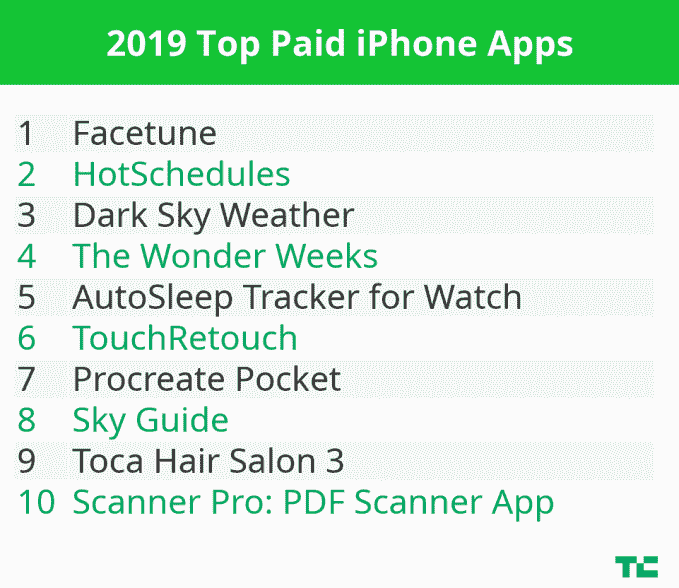 2019 Top Paid iPhone Apps
1 Facetune
2 HotSchedules
3 Dark Sky Weather
4 The Wonder Weeks
5 AutoSleep Tracker for Watch
6 TouchRetouch
7 Procreate Pocket
8 Sky Guide
9 Toca Hair Salon 3
10 Scanner Pro: PDF Scanner App
TC